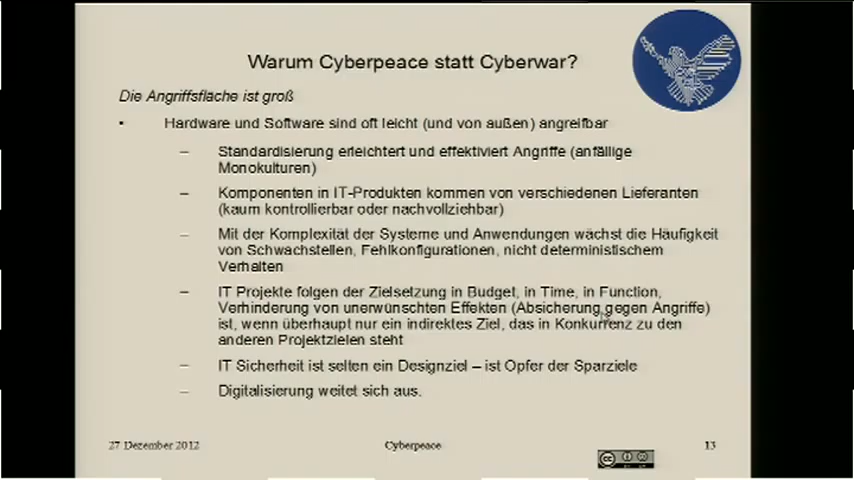 Warum Cyberpeace statt Cyberwar?
Die Angriffsfläche ist groß
• Hardware und Software sind oft leicht (und von außen) angreifbar
– Standardisierung erleichtert und effektiviert Angriffe (anfällige
Monokulturen)
– Komponenten in IT-Produkten kommen von verschiedenen Lieferanten
(kaum kontrollierbar oder nachvollziehbar)
– Mit der Komplexität der Systeme und Anwendungen wächst die Häufigkeit
von Schwachstellen, Fehlkonfigurationen, nicht deterministischem
Verhalten
– IT Projekte folgen der Zielsetzung in Budget, in Time, in Function,
Verhinderung von unerwünschten Effekten (Absicherung gegen Angriffe)
ist, wenn überhaupt nur ein indirektes Ziel, das in Konkurrenz zu den
anderen Projektzielen steht
– IT Sicherheit ist selten ein Designziel – ist Opfer der Sparziele
– Digitalisierung weitet sich aus.
27 Dezember 2012 Cyberpeace 13